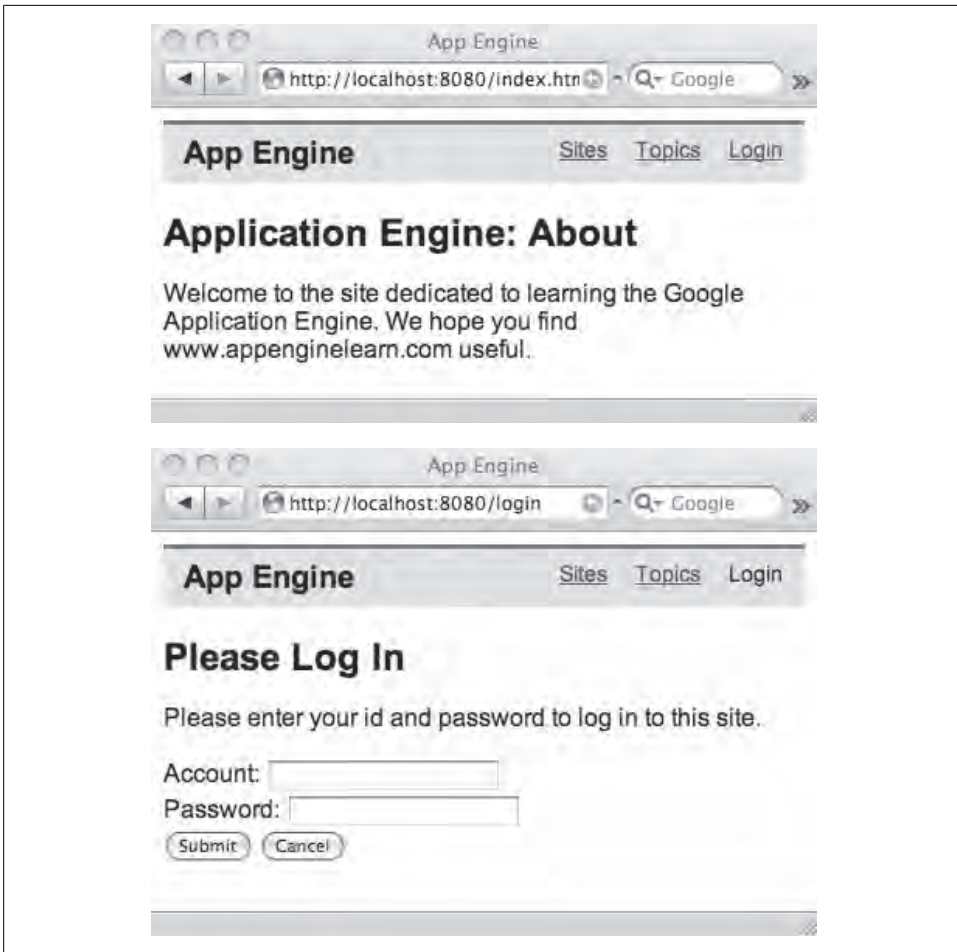 App Engine
http://localhost:8080/index.htm
Google
App Engine
Sites Topics Login
Application Engine: About
Welcome to the site dedicated to learning the Google
Application Engine. We hope you find
www.appenginelearn.com useful.
App Engine
http://localhost:8080/login
Google
App Engine
Sites Topics Login
Please Log In
Please enter your id and password to log in to this site.
Account:
Password:
Submit Cancel